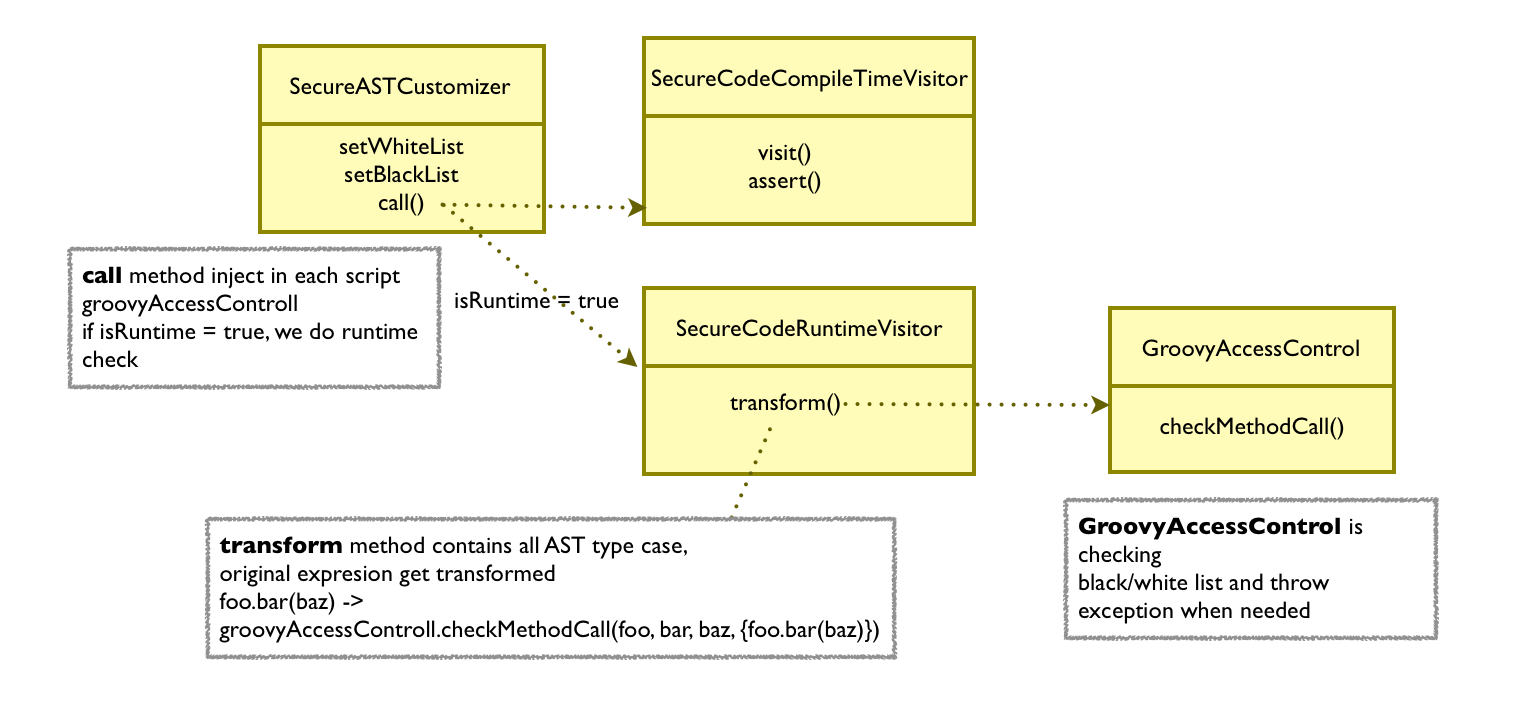 SecureASTCustomizer
setWhiteList
setBlackList
call()
SecureCodeCompileTimeVisitor
visit()
assert()
call method inject in each script
groovyAccessControll
if isRuntime = true, we do runtime
check
isRuntime = true
SecureCodeRuntimeVisitor
transform()
GroovyAccessControl
checkMethodCall()
transform method contains all AST type case,
original expresion get transformed
foo.bar(baz) ->
groovyAccessControll.checkMethodCall(foo, bar, baz, {foo.bar(baz)})
GroovyAccessControl is
checking
black/white list and throw
exception when needed